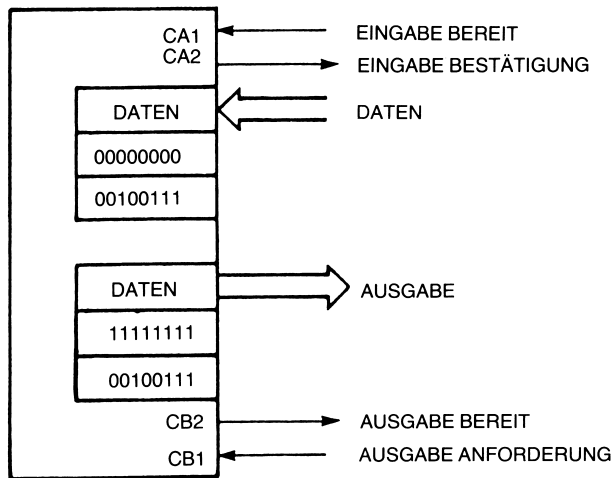 CA1 EINGABE BEREIT
CA2 EINGABE BESTÄTIGUNG
DATEN DATEN
00000000
00100111
DATEN AUSGABE
11111111
00100111
CB2 AUSGABE BEREIT
CB1 AUSGABE ANFORDERUNG